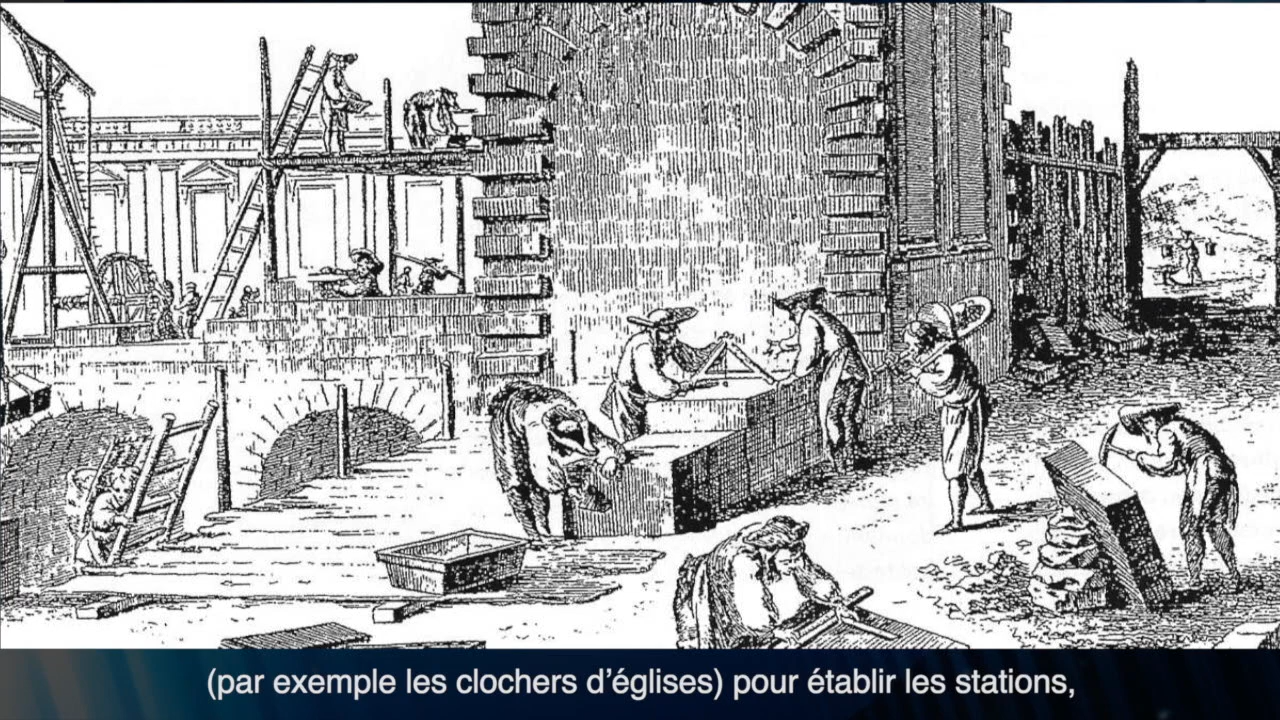 (par exemple les clochers d’églises) pour établir les stations,